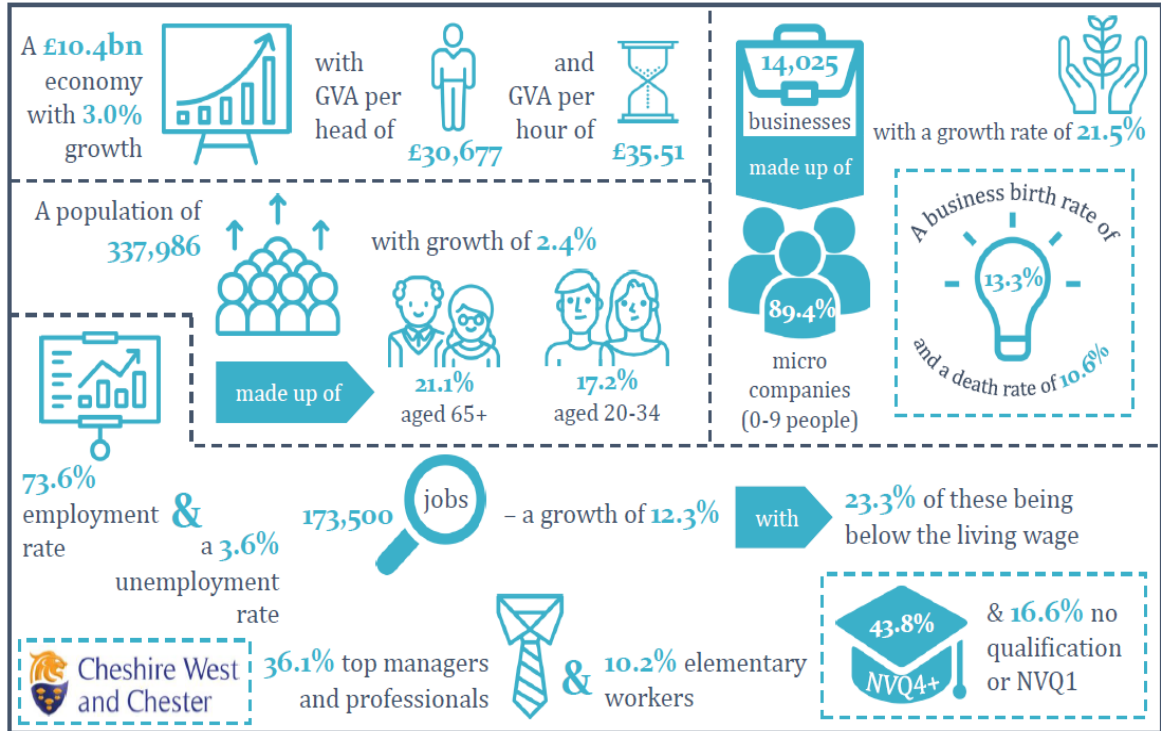 A £10.4bn
economy
with 3.0%
growth
with
GVA per
head of
£30,677
and
GVA per
hour of
£35.51
14,025
businesses
made up of
89.4%
micro
companies
(0-9 people)
with a growth rate of 21.5%
A business birth rate of
13.3%
and a death rate of 10.6%
A population of
337,986
with growth of 2.4%
made up of
21.1%
aged 65+
17.2%
aged 20-34
73.6%
employment
rate
&
a 3.6%
unemployment
rate
173,500
jobs
– a growth of 12.3%
with
23.3% of these being
below the living wage
Cheshire West
and Chester
36.1% top managers
and professionals
&
10.2% elementary
workers
43.8%
NVQ4+
& 16.6% no
qualification
or NVQ1